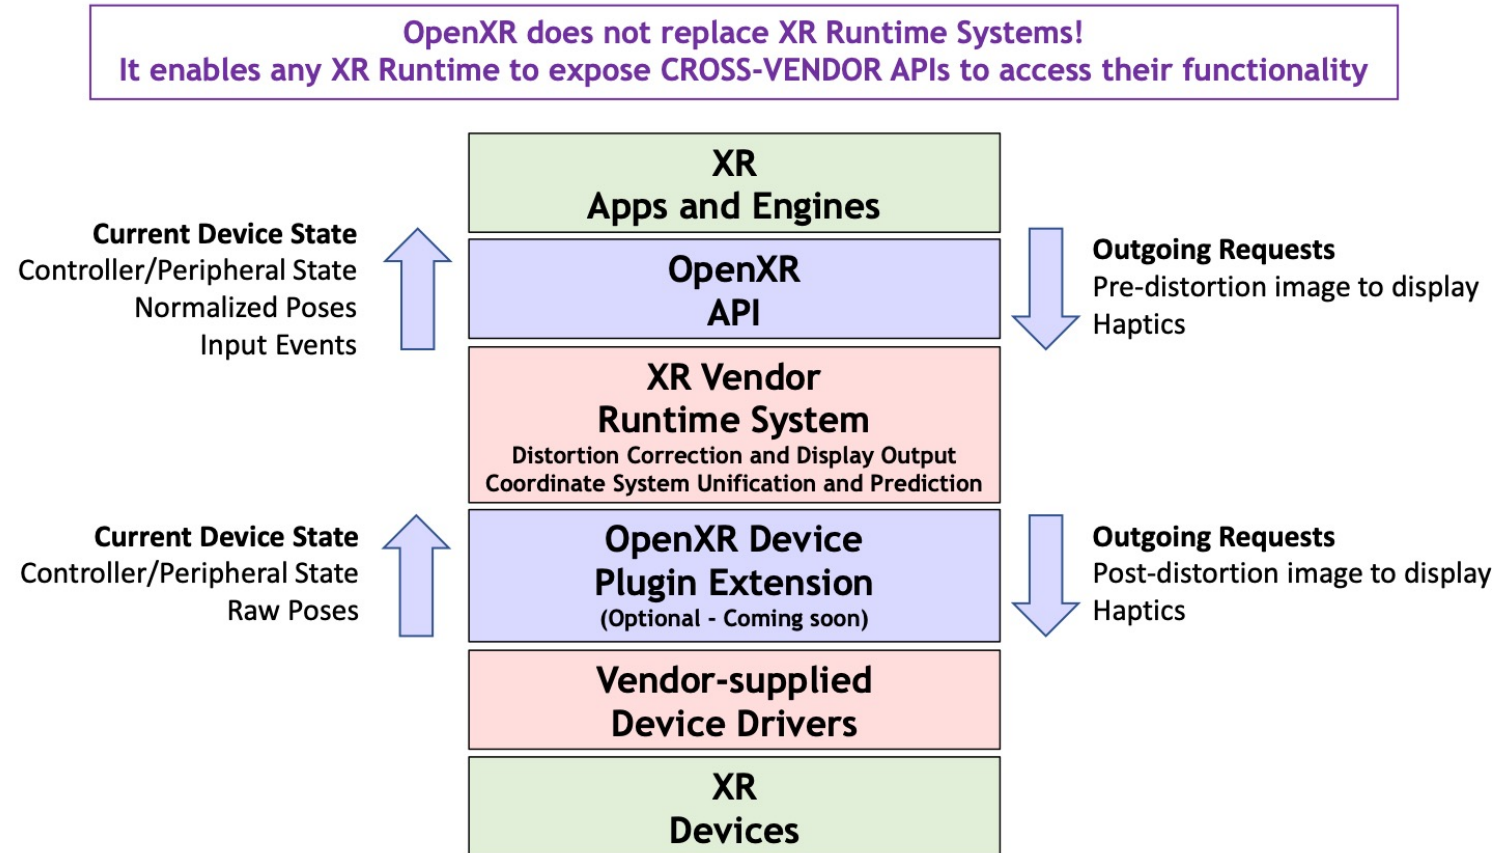 OpenXR does not replace XR Runtime Systems!
It enables any XR Runtime to expose CROSS-VENDOR APIs to access their functionality
XR
Apps and Engines
Current Device State
Controller/Peripheral State
Normalized Poses
Input Events
OpenXR
API
Outgoing Requests
Pre-distortion image to display
Haptics
XR Vendor
Runtime System
Distortion Correction and Display Output
Coordinate System Unification and Prediction
Current Device State
Controller/Peripheral State
Raw Poses
OpenXR Device
Plugin Extension
(Optional - Coming soon)
Outgoing Requests
Post-distortion image to display
Haptics
Vendor-supplied
Device Drivers
XR
Devices